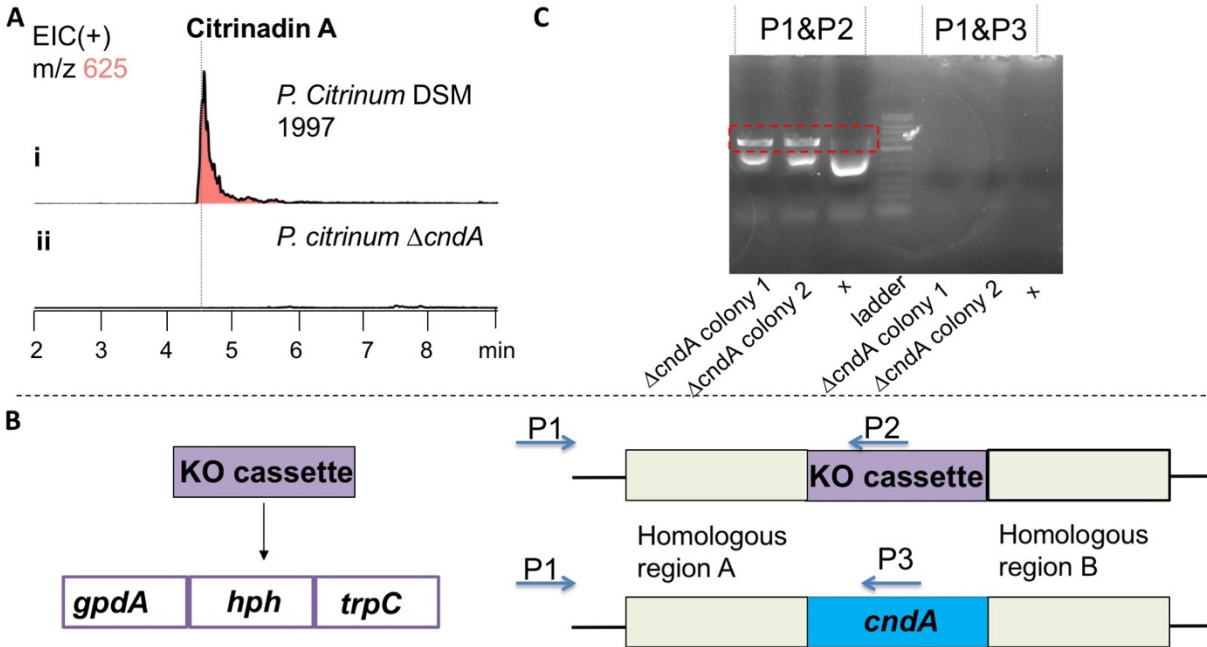 A
EIC(+)
m/z 625
Citrinadin A
P. Citrinum DSM
1997
i
ii
P. citrinum ΔcndA
2 3 4 5 6 7 8 min
C
P1&P2 P1&P3
ΔcndA colony 1
ΔcndA colony 2
x
ladder
ΔcndA colony 1
ΔcndA colony 2
x
B
KO cassette
gpdA hph trpC
P1 P2
KO cassette
Homologous
region A
Homologous
region B
P1 P3
cndA